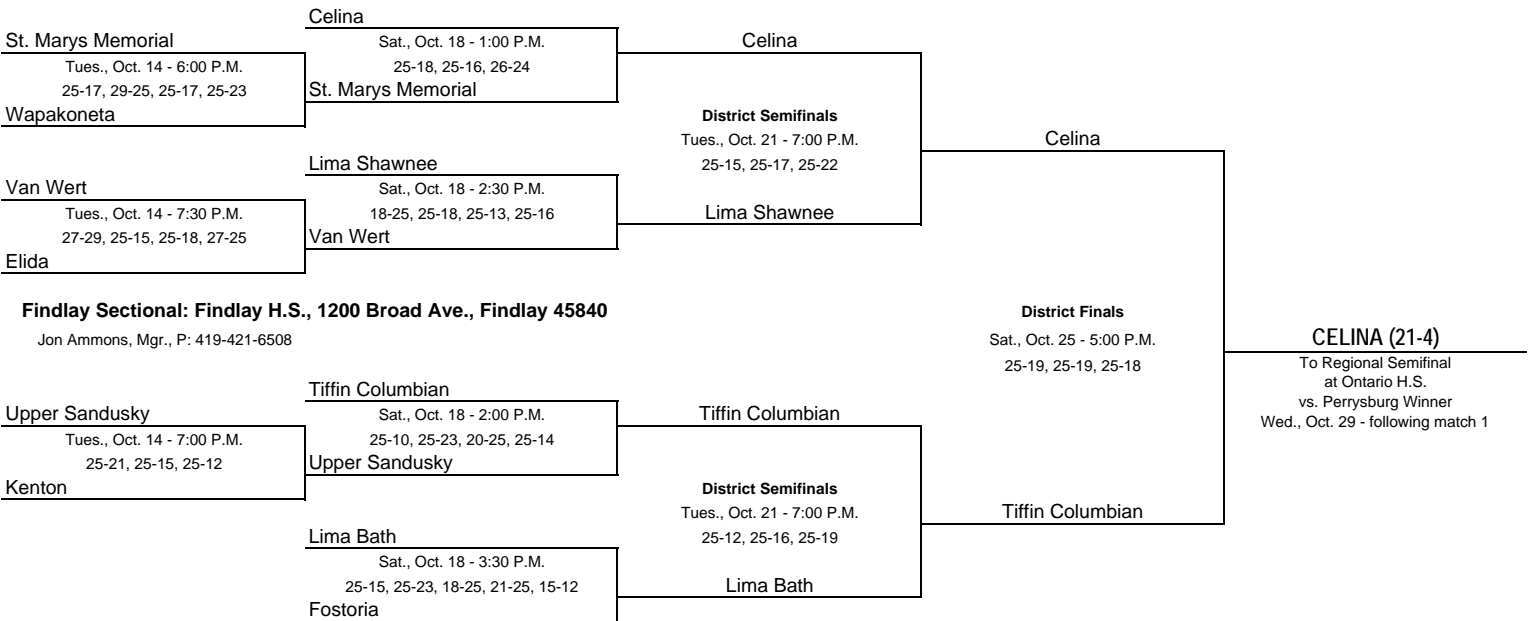 Celina
St. Marys Memorial
Sat., Oct. 18 - 1:00 P.M.
Celina
Tues., Oct. 14 - 6:00 P.M.
25-18, 25-16, 26-24
25-17, 29-25, 25-17, 25-23
St. Marys Memorial
Wapakoneta
District Semifinals
Tues., Oct. 21 - 7:00 P.M.
Celina
Lima Shawnee
25-15, 25-17, 25-22
Van Wert
Sat., Oct. 18 - 2:30 P.M.
Tues., Oct. 14 - 7:30 P.M.
18-25, 25-18, 25-13, 25-16
Lima Shawnee
27-29, 25-15, 25-18, 27-25
Van Wert
Elida
Findlay Sectional: Findlay H.S., 1200 Broad Ave., Findlay 45840
District Finals
Jon Ammons, Mgr., P: 419-421-6508
Sat., Oct. 25 - 5:00 P.M.
CELINA (21-4)
25-19, 25-19, 25-18
To Regional Semifinal
at Ontario H.S.
vs. Perrysburg Winner
Wed., Oct. 29 - following match 1
Tiffin Columbian
Upper Sandusky
Sat., Oct. 18 - 2:00 P.M.
Tiffin Columbian
Tues., Oct. 14 - 7:00 P.M.
25-10, 25-23, 20-25, 25-14
25-21, 25-15, 25-12
Upper Sandusky
Kenton
District Semifinals
Tues., Oct. 21 - 7:00 P.M.
Tiffin Columbian
Lima Bath
25-12, 25-16, 25-19
Sat., Oct. 18 - 3:30 P.M.
25-15, 25-23, 18-25, 21-25, 15-12
Lima Bath
Fostoria